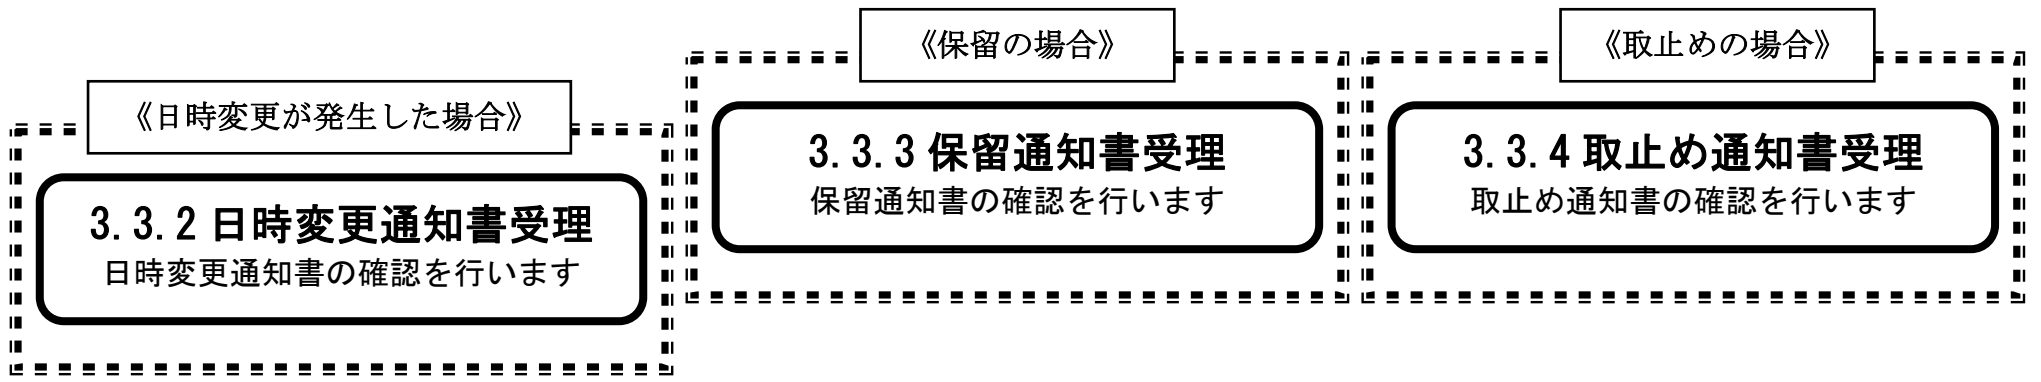 《日時変更が発生した場合》
3.3.2日時変更通知書受理
日時変更通知書の確認を行います
《保留の場合》
3.3.3保留通知書受理
保留通知書の確認を行います
《取止めの場合》
3.3.4取止め通知書受理
取止め通知書の確認を行います